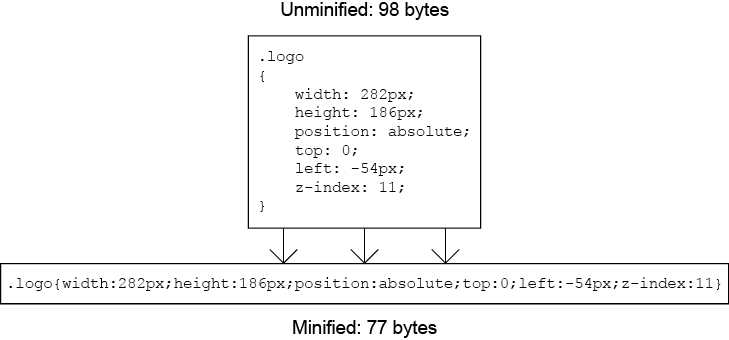 Unminified: 98 bytes
.logo
{
    width: 282px;
    height: 186px;
    position: absolute;
    top: 0;
    left: -54px;
    z-index: 11;
}
.logo{width:282px;height:186px;position:absolute;top:0;left:-54px;z-index:11}
Minified: 77 bytes